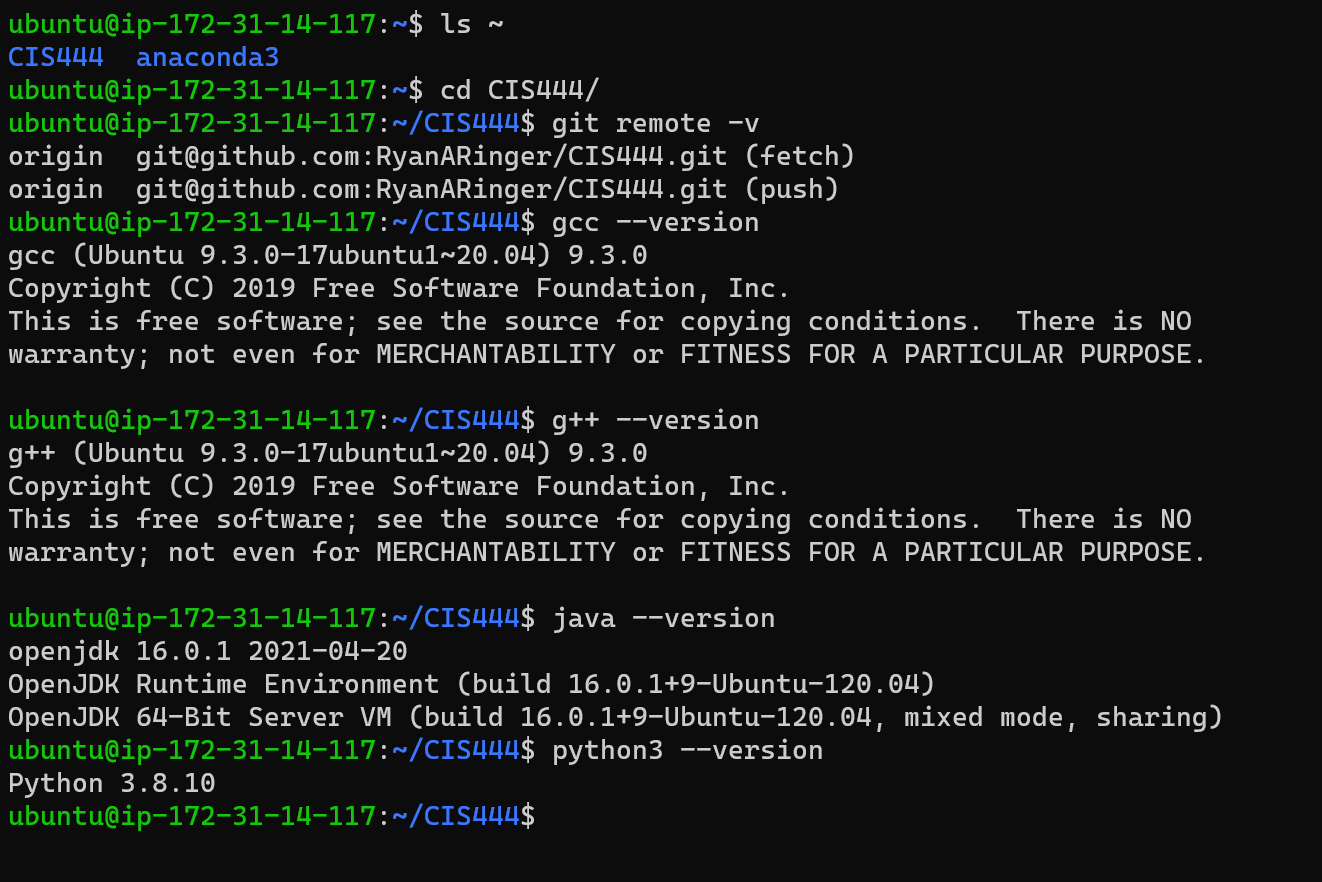 ubuntu@ip-172-31-14-117:~$ ls ~
CIS444  anaconda3
ubuntu@ip-172-31-14-117:~$ cd CIS444/
ubuntu@ip-172-31-14-117:~/CIS444$ git remote -v
origin  git@github.com:RyanARinger/CIS444.git (fetch)
origin  git@github.com:RyanARinger/CIS444.git (push)
ubuntu@ip-172-31-14-117:~/CIS444$ gcc --version
gcc (Ubuntu 9.3.0-17ubuntu1~20.04) 9.3.0
Copyright (C) 2019 Free Software Foundation, Inc.
This is free software; see the source for copying conditions.  There is NO
warranty; not even for MERCHANTABILITY or FITNESS FOR A PARTICULAR PURPOSE.

ubuntu@ip-172-31-14-117:~/CIS444$ g++ --version
g++ (Ubuntu 9.3.0-17ubuntu1~20.04) 9.3.0
Copyright (C) 2019 Free Software Foundation, Inc.
This is free software; see the source for copying conditions.  There is NO
warranty; not even for MERCHANTABILITY or FITNESS FOR A PARTICULAR PURPOSE.

ubuntu@ip-172-31-14-117:~/CIS444$ java --version
openjdk 16.0.1 2021-04-20
OpenJDK Runtime Environment (build 16.0.1+9-Ubuntu-120.04)
OpenJDK 64-Bit Server VM (build 16.0.1+9-Ubuntu-120.04, mixed mode, sharing)
ubuntu@ip-172-31-14-117:~/CIS444$ python3 --version
Python 3.8.10
ubuntu@ip-172-31-14-117:~/CIS444$